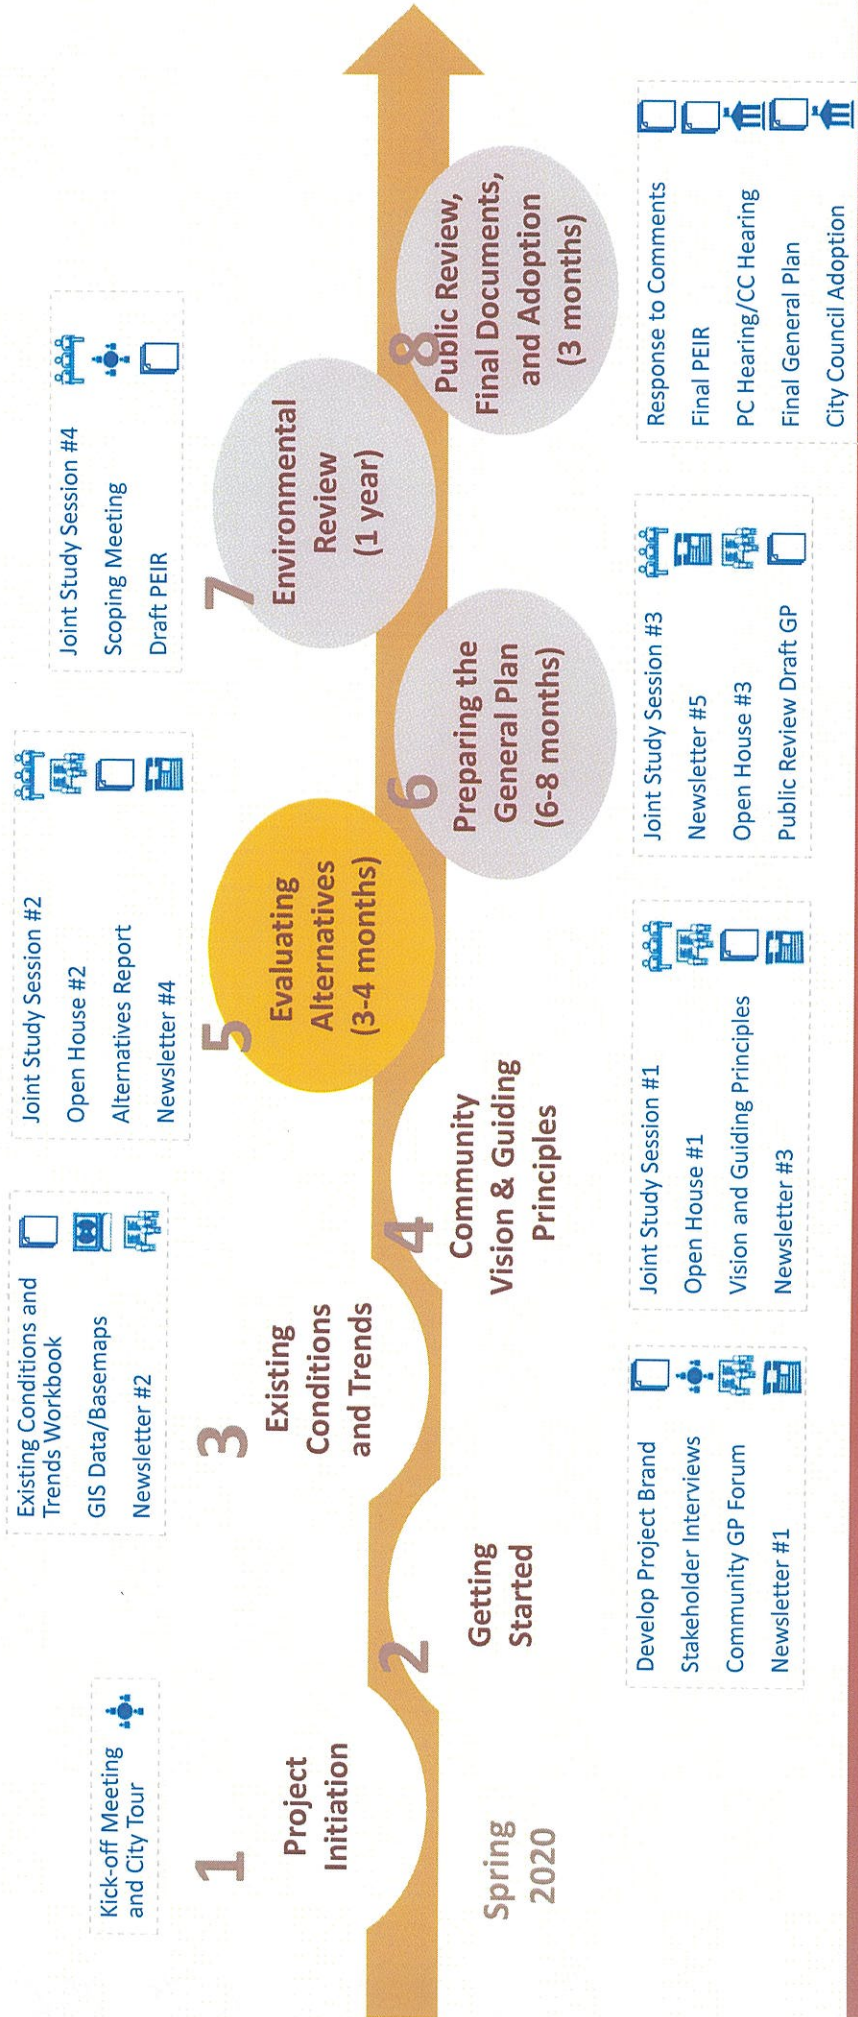 Kick-off Meeting
and City Tour
1
Project
Initiation
Spring
2020
Develop Project Brand
Stakeholder Interviews
Community GP Forum
Newsletter #1
2
Getting
Started
Existing Conditions and
Trends Workbook
GIS Data/Basemaps
Newsletter #2
3
Existing
Conditions
and Trends
4
Community
Vision & Guiding
Principles
Joint Study Session #1
Open House #1
Vision and Guiding Principles
Newsletter #3
Joint Study Session #2
Open House #2
Alternatives Report
Newsletter #4
5
Evaluating
Alternatives
(3-4 months)
6
Preparing the
General Plan
(6-8 months)
Joint Study Session #3
Newsletter #5
Open House #3
Public Review Draft GP
Joint Study Session #4
Scoping Meeting
Draft PEIR
7
Environmental
Review
(1 year)
8
Public Review,
Final Documents,
and Adoption
(3 months)
Response to Comments
Final PEIR
PC Hearing/CC Hearing
Final General Plan
City Council Adoption